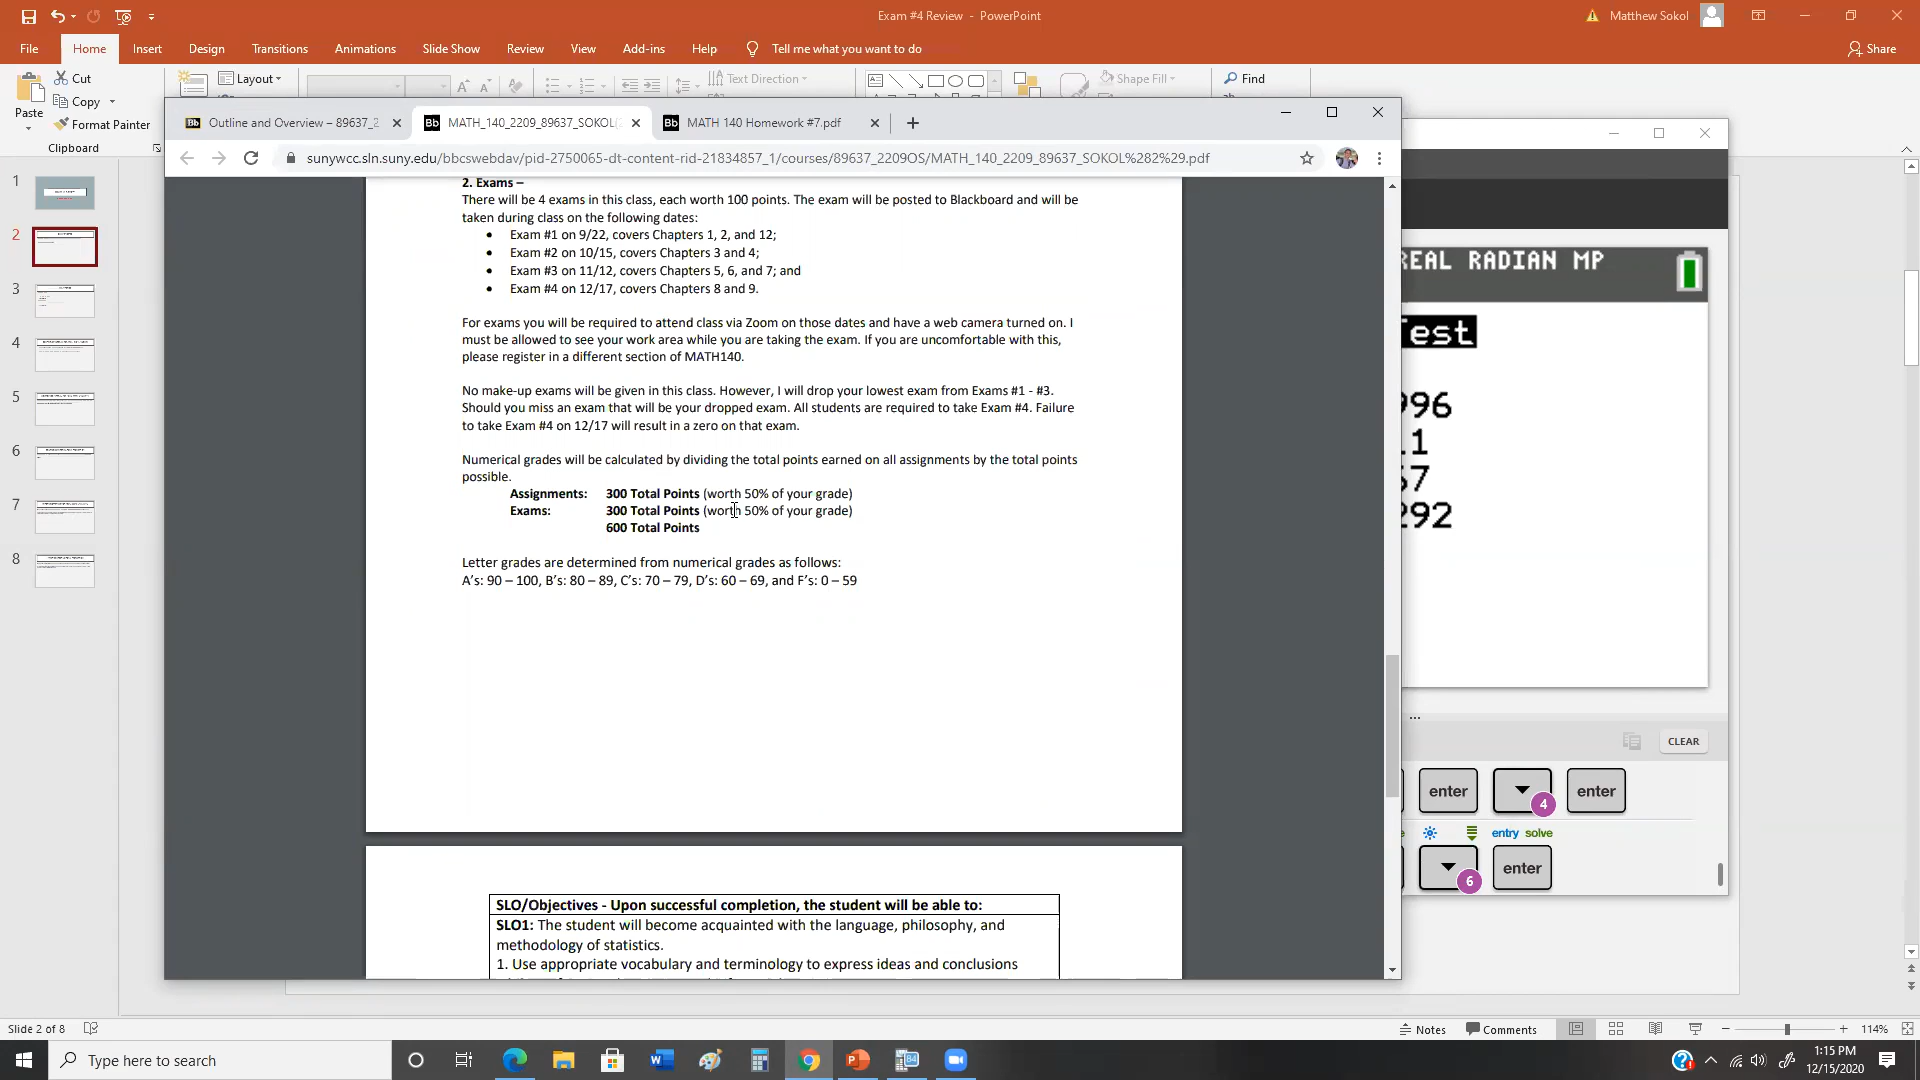 Exam #4 Review - PowerPoint
Matthew Sokol
File Home Insert Design Transitions Animations Slide Show Review View Add-ins Help Tell me what you want to do Share
Paste
Cut
Copy
Format Painter
Clipboard
Layout
Text Direction
Shape Fill
Find
Outline and Overview – 89637_2
MATH_140_2209_89637_SOKOL(2
MATH 140 Homework #7.pdf
sunywcc.sln.suny.edu/bbcswebdav/pid-2750065-dt-content-rid-21834857_1/courses/89637_2209OS/MATH_140_2209_89637_SOKOL%282%29.pdf
2. Exams –
There will be 4 exams in this class, each worth 100 points. The exam will be posted to Blackboard and will be
taken during class on the following dates:
• Exam #1 on 9/22, covers Chapters 1, 2, and 12;
• Exam #2 on 10/15, covers Chapters 3 and 4;
• Exam #3 on 11/12, covers Chapters 5, 6, and 7; and
• Exam #4 on 12/17, covers Chapters 8 and 9.
For exams you will be required to attend class via Zoom on those dates and have a web camera turned on. I
must be allowed to see your work area while you are taking the exam. If you are uncomfortable with this,
please register in a different section of MATH140.
No make-up exams will be given in this class. However, I will drop your lowest exam from Exams #1 - #3.
Should you miss an exam that will be your dropped exam. All students are required to take Exam #4. Failure
to take Exam #4 on 12/17 will result in a zero on that exam.
Numerical grades will be calculated by dividing the total points earned on all assignments by the total points
possible.
Assignments: 300 Total Points (worth 50% of your grade)
Exams: 300 Total Points (worth 50% of your grade)
600 Total Points
Letter grades are determined from numerical grades as follows:
A's: 90 – 100, B's: 80 – 89, C's: 70 – 79, D's: 60 – 69, and F's: 0 – 59
SLO/Objectives - Upon successful completion, the student will be able to:
SLO1: The student will become acquainted with the language, philosophy, and
methodology of statistics.
1. Use appropriate vocabulary and terminology to express ideas and conclusions
REAL RADIAN MP
Test
996
11
67
292
CLEAR
enter 4 enter
entry solve
6 enter
1
2
3
4
5
6
7
8
Slide 2 of 8
Notes Comments 114%
Type here to search
1:15 PM
12/15/2020